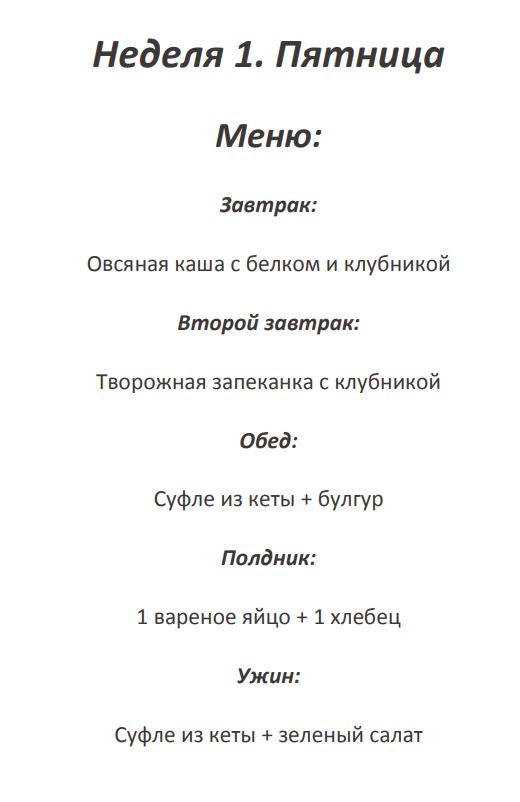 Неделя 1. Пятница
Меню:
Завтрак:
Овсяная каша с белком и клубникой
Второй завтрак:
Творожная запеканка с клубникой
Обед:
Суфле из кеты + булгур
Полдник:
1 вареное яйцо + 1 хлебец
Ужин:
Суфле из кеты + зеленый салат